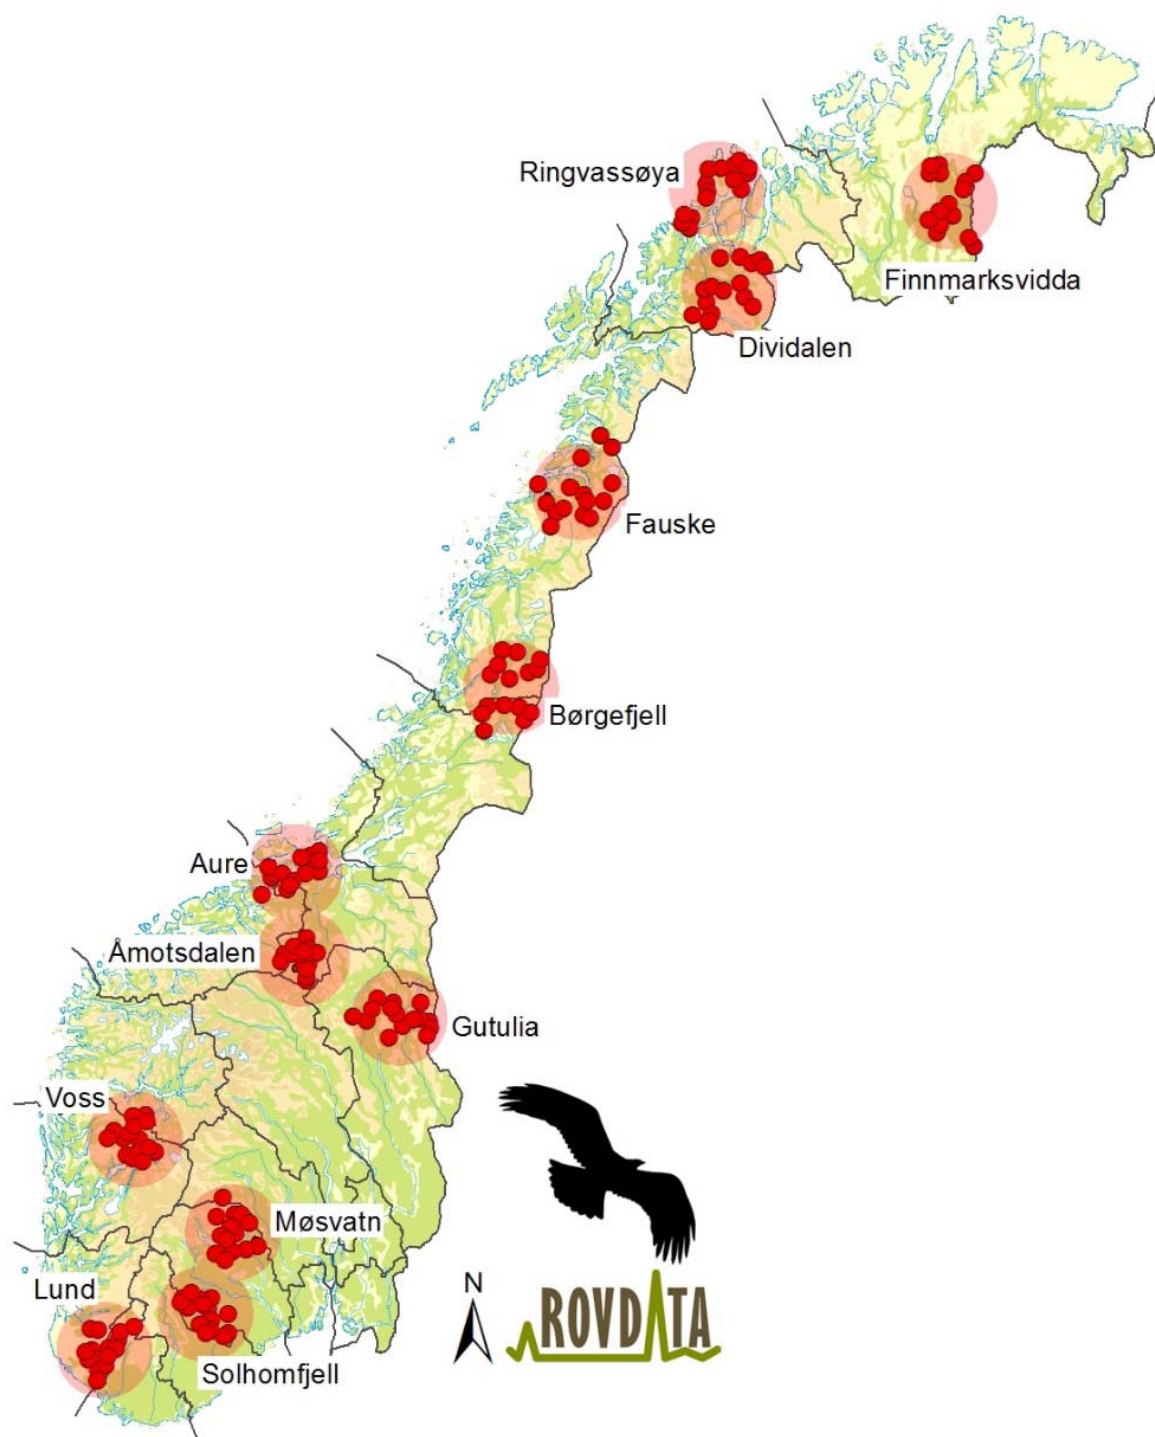 Ringvassøya
Finnmarksvidda
Dividalen
Fauske
Børgefjell
Aure
Åmotsdalen
Gutulia
Voss
Møsvatn
Lund
Solhomfjell
N
ROVDATA